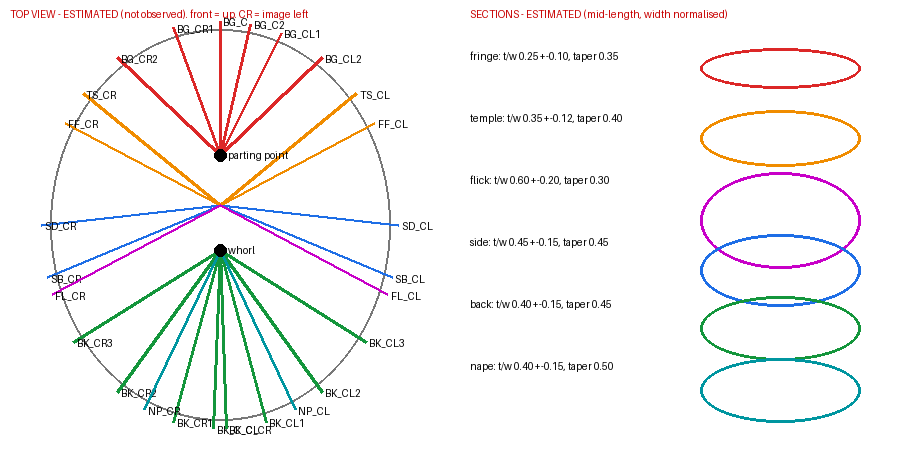 TOP VIEW - ESTIMATED (not observ ed). front = up CR = image left
BG_C
BG_C2
BG_CR1
BG_CL1
BG_CR2
BG_CL2
TS_CR
TS_CL
FF_CR
FF_CL
parting point
SD_CR
SD_CL
whorl
SB_CR
SB_CL
FL_CR
FL_CL
BK_CR3
BK_CL3
BK_CR2
BK_CL2
NP_CR
NP_CL
BK_CR1
BK_CL1
SECTIONS - ESTIMATED (mid-length, width normalised)
fringe: t/w 0.25 +-0.10, taper 0.35
temple: t/w 0.35 +-0.12, taper 0.40
flick: t/w 0.60 +-0.20, taper 0.30
side: t/w 0.45 +-0.15, taper 0.45
back: t/w 0.40 +-0.15, taper 0.45
nape: t/w 0.40 +-0.15, taper 0.50